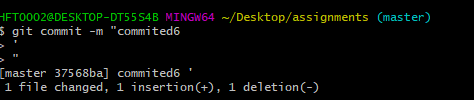 HFT0002@DESKTOP-DT55S4B MINGW64 ~/Desktop/assignments (master)
$ git commit -m "commited6
> '
> "
[master 37568ba] commited6 '
 1 file changed, 1 insertion(+), 1 deletion(-)